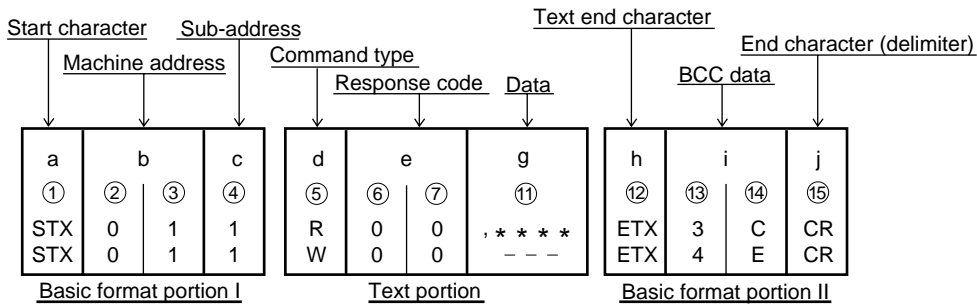 Text end character
Start character Sub-address End character (delimiter)
Machine address Command type BCC data
Response code Data
a b c d e g h i j
① ② ③ ④ ⑤ ⑥ ⑦ ⑪ ⑫ ⑬ ⑭ ⑮
STX 0 1 1 R 0 0 , * * * * ETX 3 C CR
STX 0 1 1 W 0 0 – – – ETX 4 E CR
Basic format portion I Text portion Basic format portion II